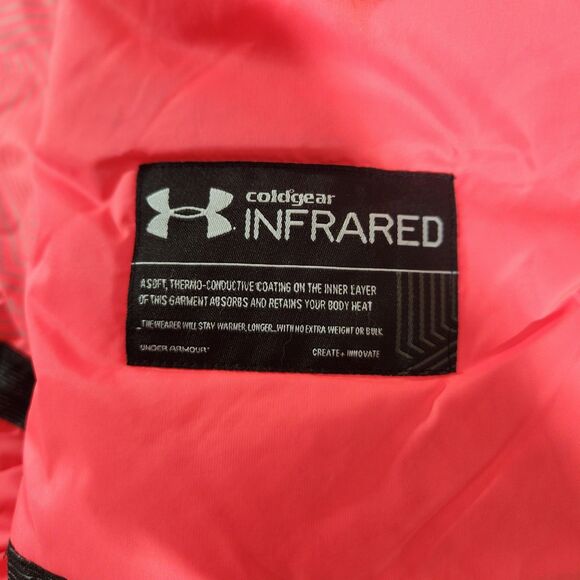 coldgear
INFRARED
A SOFT, THERMO-CONDUCTIVE COATING ON THE INNER LAYER
OF THIS GARMENT ABSORBS AND RETAINS YOUR BODY HEAT
THE WEARER WILL STAY WARMER, LONGER...WITH NO EXTRA WEIGHT OR BULK
UNDER ARMOUR® CREATE + INNOVATE